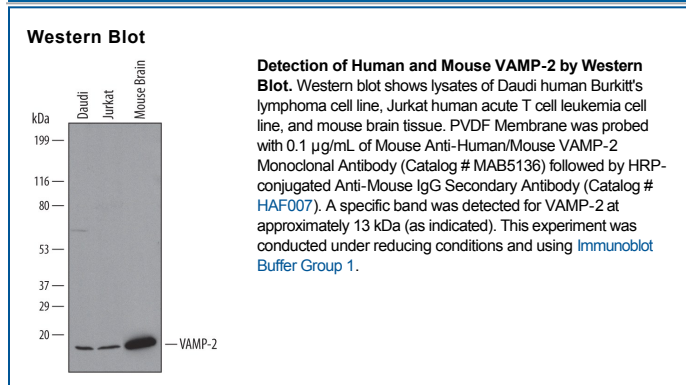 Western Blot
Daudi
Jurkat
Mouse Brain
kDa
199
116
80
53
37
29
20
VAMP-2
Detection of Human and Mouse VAMP-2 by Western
Blot. Western blot shows lysates of Daudi human Burkitt's
lymphoma cell line, Jurkat human acute T cell leukemia cell
line, and mouse brain tissue. PVDF Membrane was probed
with 0.1 µg/mL of Mouse Anti-Human/Mouse VAMP-2
Monoclonal Antibody (Catalog # MAB5136) followed by HRP-
conjugated Anti-Mouse IgG Secondary Antibody (Catalog #
HAF007). A specific band was detected for VAMP-2 at
approximately 13 kDa (as indicated). This experiment was
conducted under reducing conditions and using Immunoblot
Buffer Group 1.